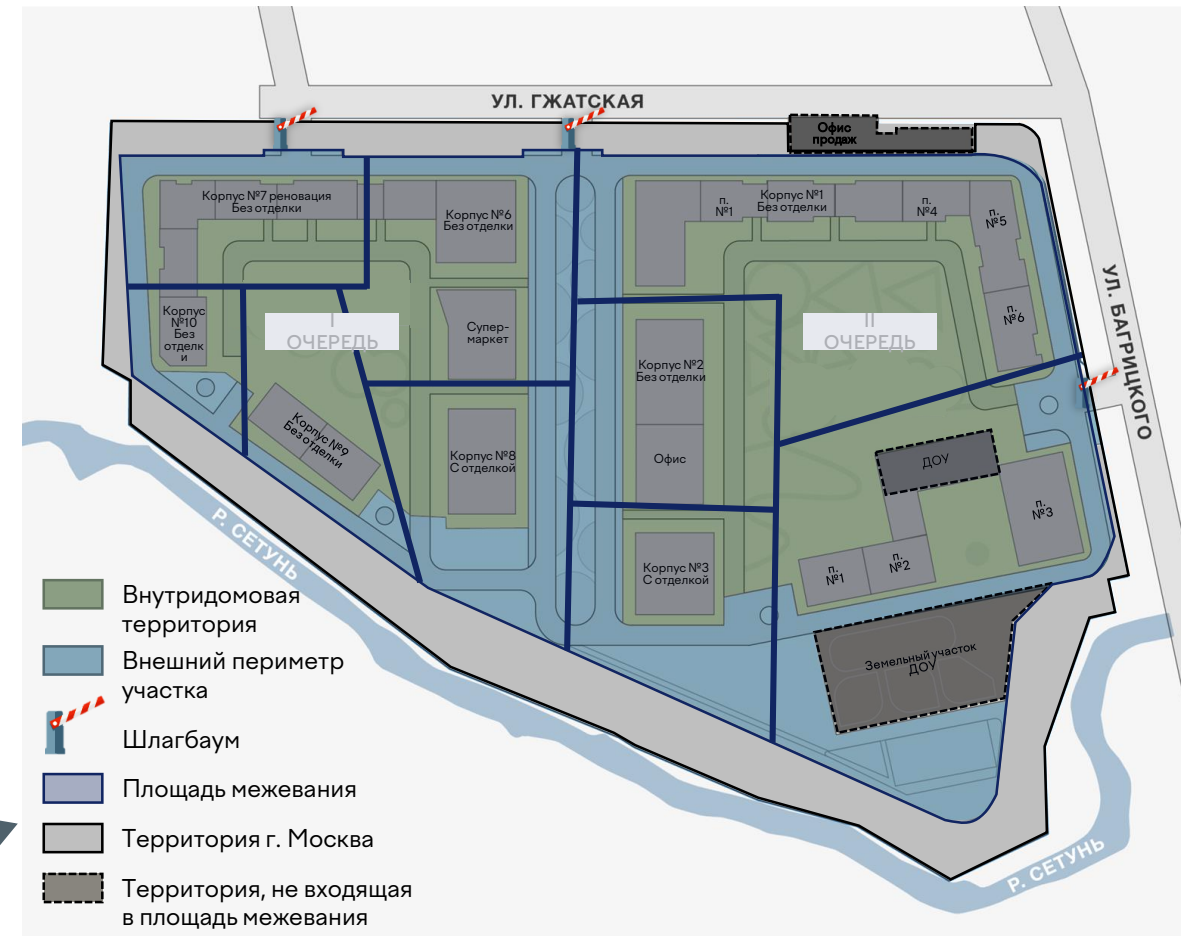 УЛ. ГЖАТСКАЯ
Офис
продаж
Корпус №7 реновация
Без отделки
Корпус №6
Без отделки
п.
№1
Корпус №1
Без отделки
п.
№4
п.
№5
п.
№6
УЛ. БАГРИЦКОГО
Корпус
№10
Без
отделк
и
I
ОЧЕРЕДЬ
Супер-
маркет
Корпус №2
Без отделки
II
ОЧЕРЕДЬ
Корпус №9
Без отделки
Корпус №8
С отделкой
Офис
ДОУ
п.
№3
Корпус №3
С отделкой
п.
№1
п.
№2
Р. СЕТУНЬ
Земельный участок
ДОУ
Р. СЕТУНЬ
Внутридомовая
территория
Внешний периметр
участка
Шлагбаум
Площадь межевания
Территория г. Москва
Территория, не входящая
в площадь межевания